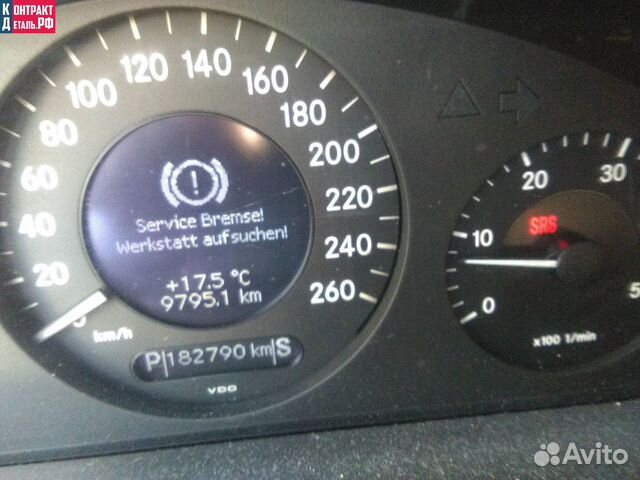 КОНТРАКТ
ДЕТАЛЬ.РФ
0
20
40
60
80
100
120
140
160
180
200
220
240
260
km/h
Service Bremse!
Werkstatt aufsuchen!
+17.5 °C
9795.1 km
P 182790 km S
VDO
0
10
20
30
5
SRS
x100 1/min
Avito